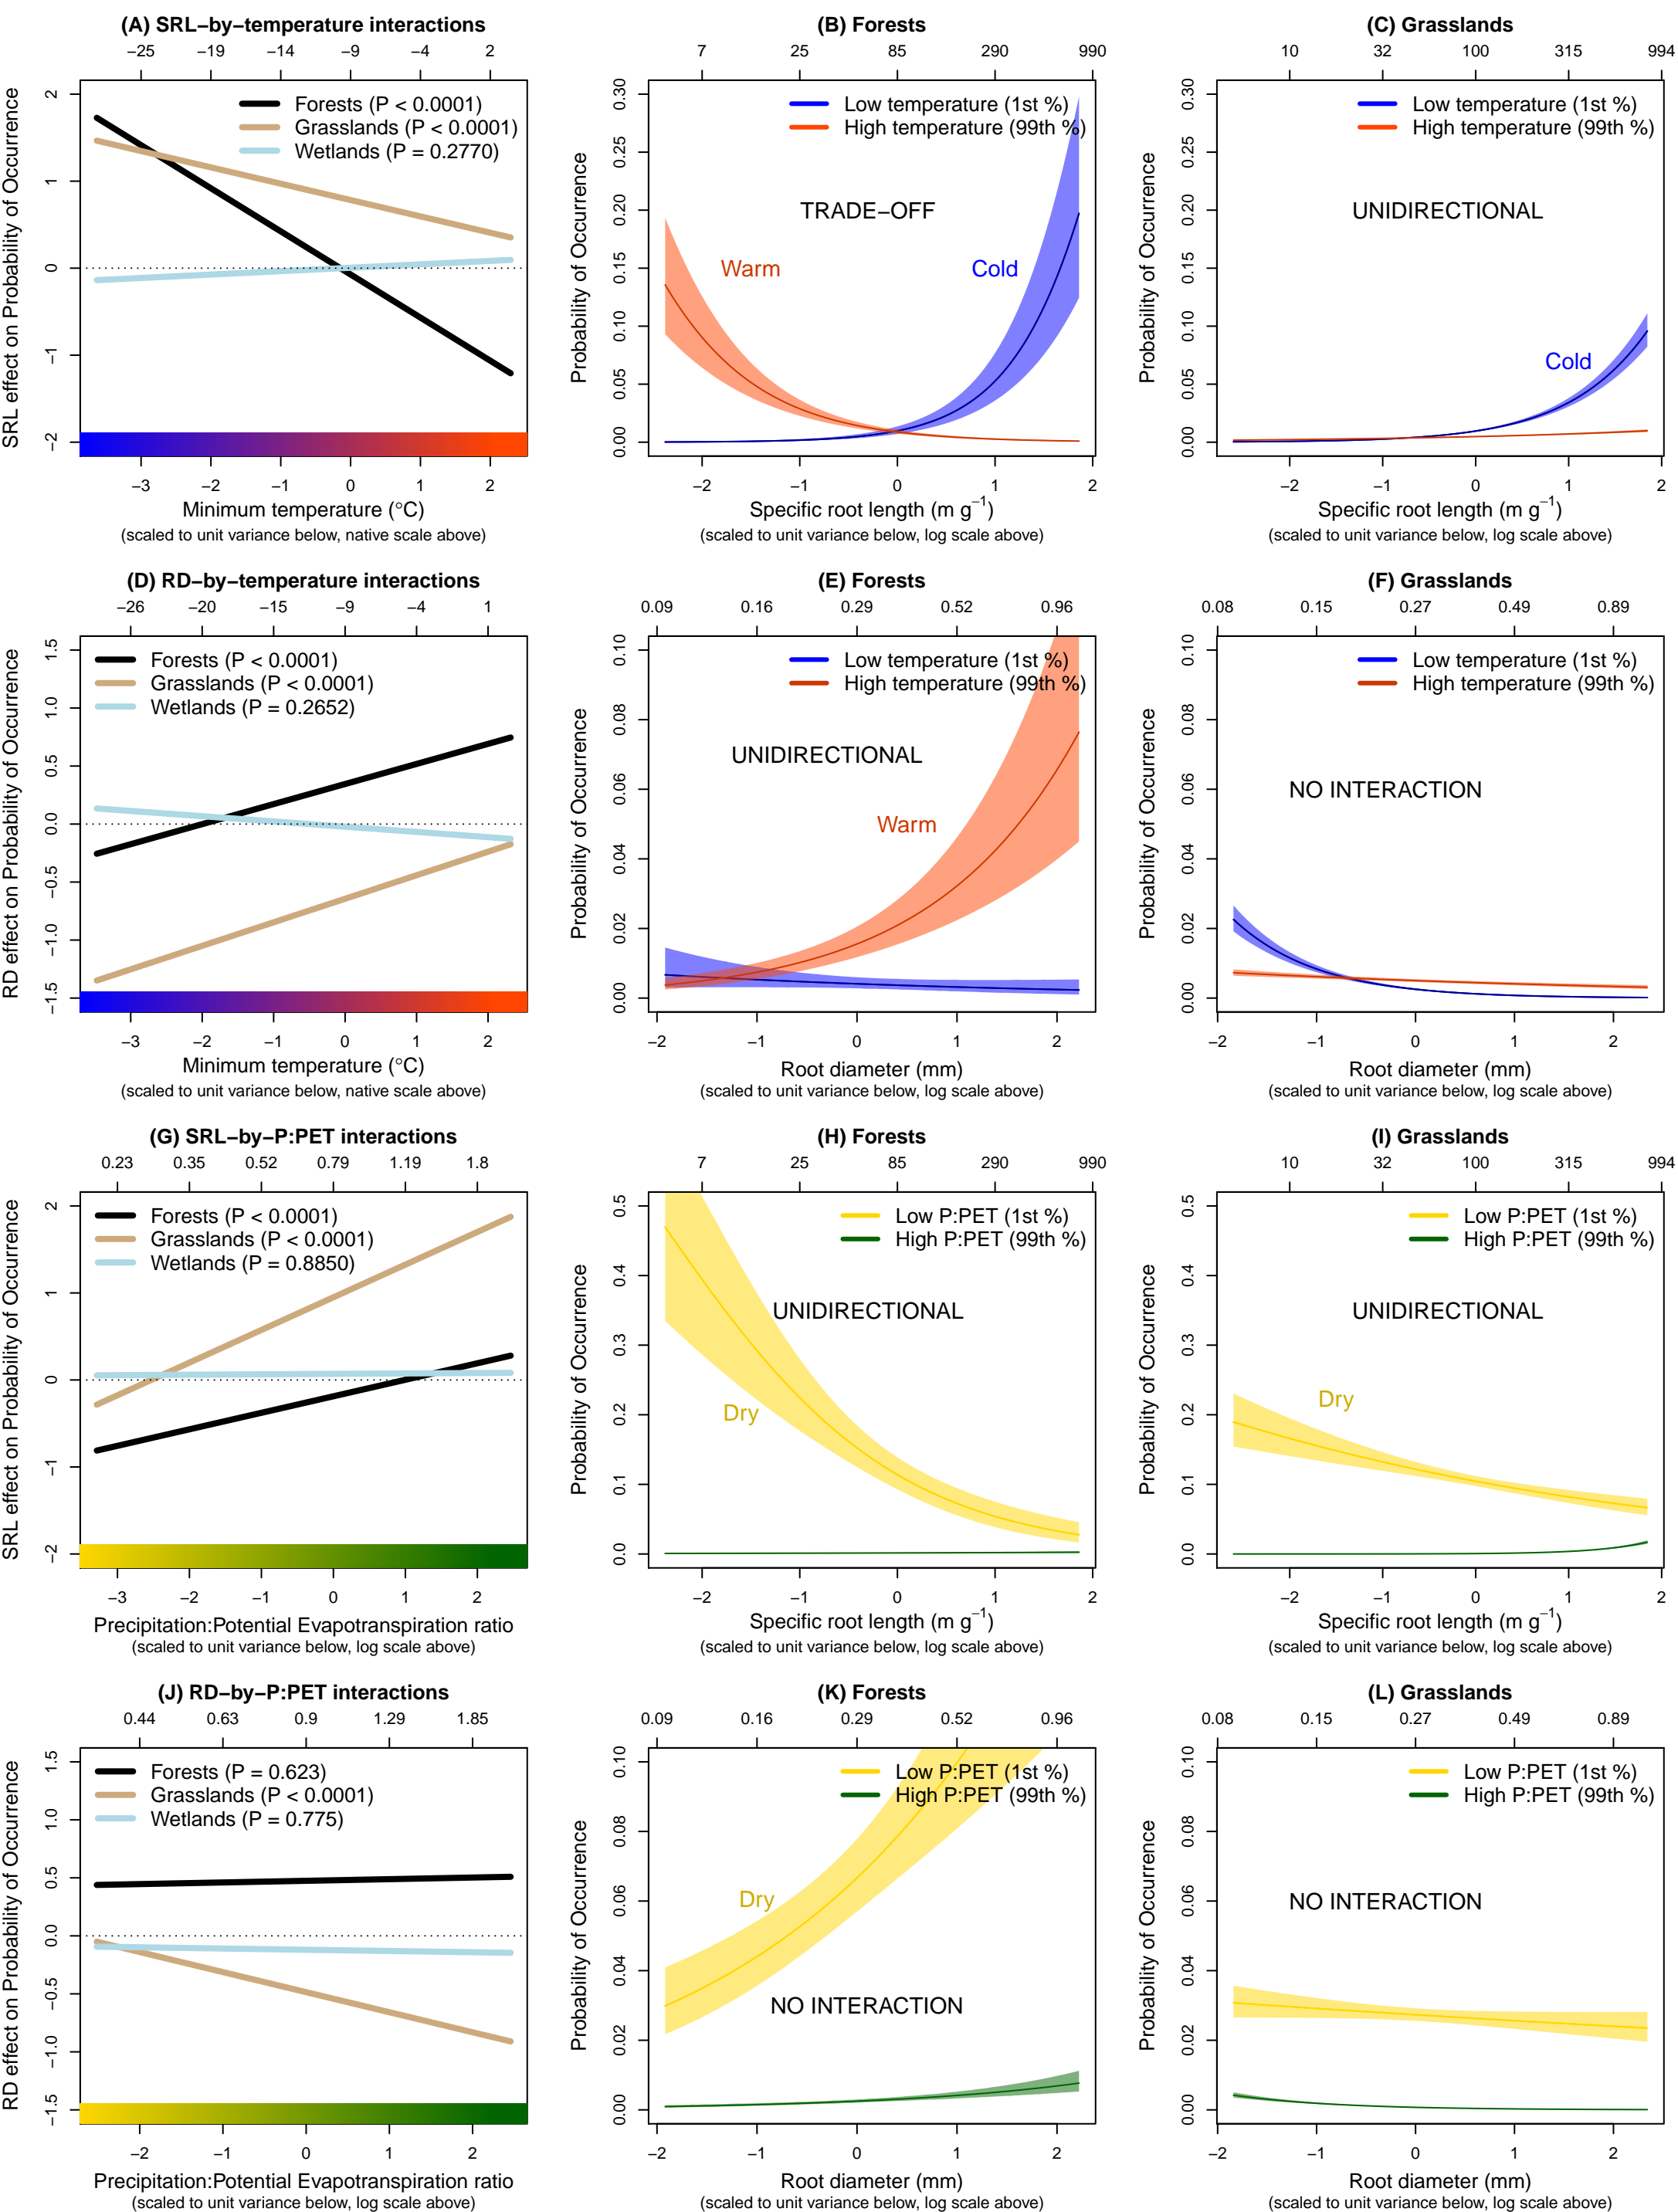 (A) SRL−by−temperature interactions
−25 −19 −14 −9 −4 2
SRL effect on Probability of Occurrence
2
1
0
−1
−2
Forests (P < 0.0001)
Grasslands (P < 0.0001)
Wetlands (P = 0.2770)
−3 −2 −1 0 1 2
Minimum temperature (°C)
(scaled to unit variance below, native scale above)
(B) Forests
7 25 85 290 990
Probability of Occurrence
0.30
0.25
0.20
0.15
0.10
0.05
0.00
Low temperature (1st %)
High temperature (99th %)
TRADE−OFF
Warm
Cold
−2 −1 0 1 2
Specific root length (m g⁻¹)
(scaled to unit variance below, log scale above)
(C) Grasslands
10 32 100 315 994
Probability of Occurrence
0.30
0.25
0.20
0.15
0.10
0.05
0.00
Low temperature (1st %)
High temperature (99th %)
UNIDIRECTIONAL
Cold
−2 −1 0 1 2
Specific root length (m g⁻¹)
(scaled to unit variance below, log scale above)
(D) RD−by−temperature interactions
−26 −20 −15 −9 −4 1
RD effect on Probability of Occurrence
1.5
1.0
0.5
0.0
−0.5
−1.0
−1.5
Forests (P < 0.0001)
Grasslands (P < 0.0001)
Wetlands (P = 0.2652)
−3 −2 −1 0 1 2
Minimum temperature (°C)
(scaled to unit variance below, native scale above)
(E) Forests
0.09 0.16 0.29 0.52 0.96
Probability of Occurrence
0.10
0.08
0.06
0.04
0.02
0.00
Low temperature (1st %)
High temperature (99th %)
UNIDIRECTIONAL
Warm
−2 −1 0 1 2
Root diameter (mm)
(scaled to unit variance below, log scale above)
(F) Grasslands
0.08 0.15 0.27 0.49 0.89
Probability of Occurrence
0.10
0.08
0.06
0.04
0.02
0.00
Low temperature (1st %)
High temperature (99th %)
NO INTERACTION
−2 −1 0 1 2
Root diameter (mm)
(scaled to unit variance below, log scale above)
(G) SRL−by−P:PET interactions
0.23 0.35 0.52 0.79 1.19 1.8
SRL effect on Probability of Occurrence
2
1
0
−1
−2
Forests (P < 0.0001)
Grasslands (P < 0.0001)
Wetlands (P = 0.8850)
−3 −2 −1 0 1 2
Precipitation:Potential Evapotranspiration ratio
(scaled to unit variance below, log scale above)
(H) Forests
7 25 85 290 990
Probability of Occurrence
0.5
0.4
0.3
0.2
0.1
0.0
Low P:PET (1st %)
High P:PET (99th %)
UNIDIRECTIONAL
Dry
−2 −1 0 1 2
Specific root length (m g⁻¹)
(scaled to unit variance below, log scale above)
(I) Grasslands
10 32 100 315 994
Probability of Occurrence
0.5
0.4
0.3
0.2
0.1
0.0
Low P:PET (1st %)
High P:PET (99th %)
UNIDIRECTIONAL
Dry
−2 −1 0 1 2
Specific root length (m g⁻¹)
(scaled to unit variance below, log scale above)
(J) RD−by−P:PET interactions
0.44 0.63 0.9 1.29 1.85
RD effect on Probability of Occurrence
1.5
1.0
0.5
0.0
−0.5
−1.0
−1.5
Forests (P = 0.623)
Grasslands (P < 0.0001)
Wetlands (P = 0.775)
−2 −1 0 1 2
Precipitation:Potential Evapotranspiration ratio
(scaled to unit variance below, log scale above)
(K) Forests
0.09 0.16 0.29 0.52 0.96
Probability of Occurrence
0.10
0.08
0.06
0.04
0.02
0.00
Low P:PET (1st %)
High P:PET (99th %)
Dry
NO INTERACTION
−2 −1 0 1 2
Root diameter (mm)
(scaled to unit variance below, log scale above)
(L) Grasslands
0.08 0.15 0.27 0.49 0.89
Probability of Occurrence
0.10
0.08
0.06
0.04
0.02
0.00
Low P:PET (1st %)
High P:PET (99th %)
NO INTERACTION
−2 −1 0 1 2
Root diameter (mm)
(scaled to unit variance below, log scale above)